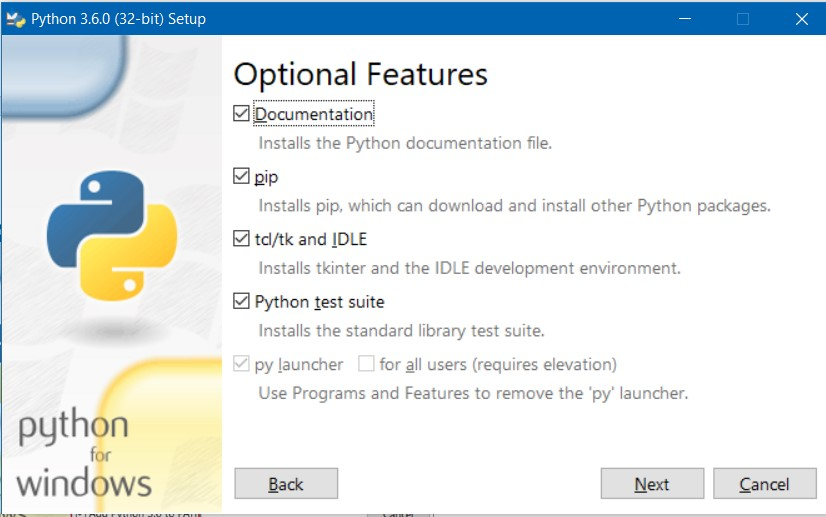 Python 3.6.0 (32-bit) Setup
Optional Features
Documentation
Installs the Python documentation file.
pip
Installs pip, which can download and install other Python packages.
tcl/tk and IDLE
Installs tkinter and the IDLE development environment.
Python test suite
Installs the standard library test suite.
py launcher for all users (requires elevation)
Use Programs and Features to remove the 'py' launcher.
python
for
windows
Back Next Cancel